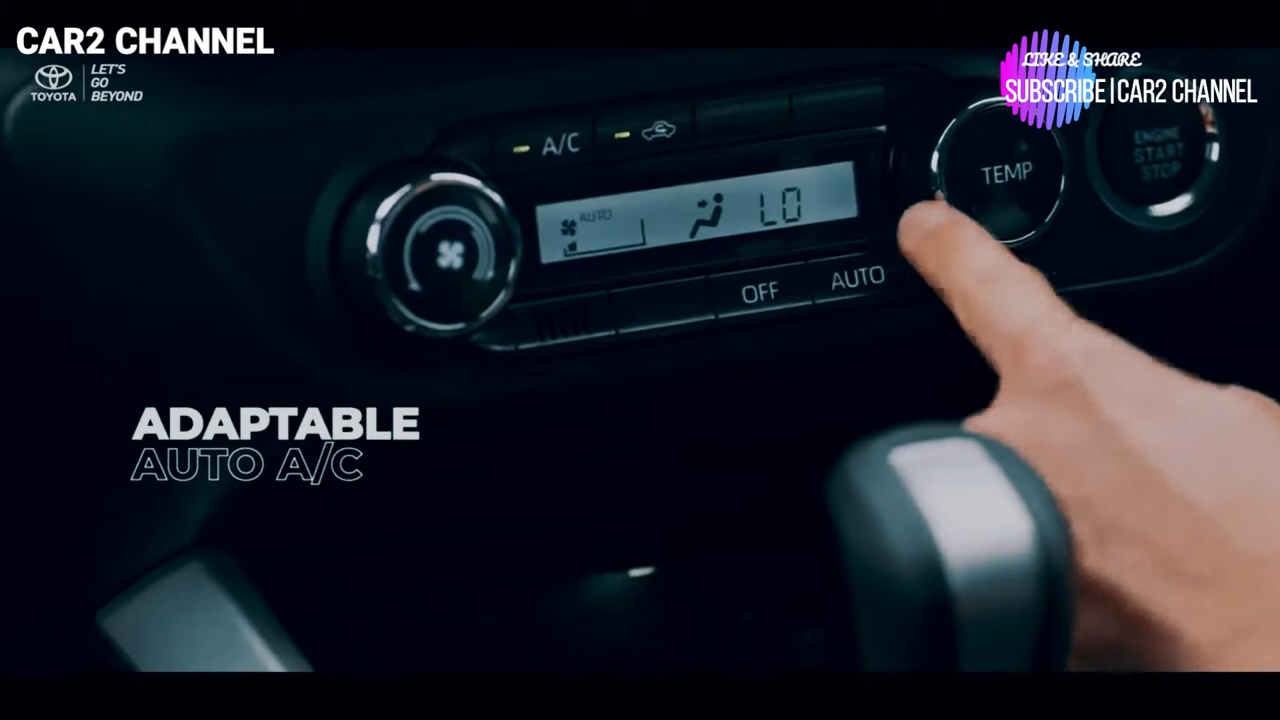 CAR2 CHANNEL
TOYOTA
LET'S
GO
BEYOND
LIKE & SHARE
SUBSCRIBE|CAR2 CHANNEL
A/C
AUTO
LO
TEMP
ENGINE
START
STOP
OFF
AUTO
ADAPTABLE
AUTO A/C